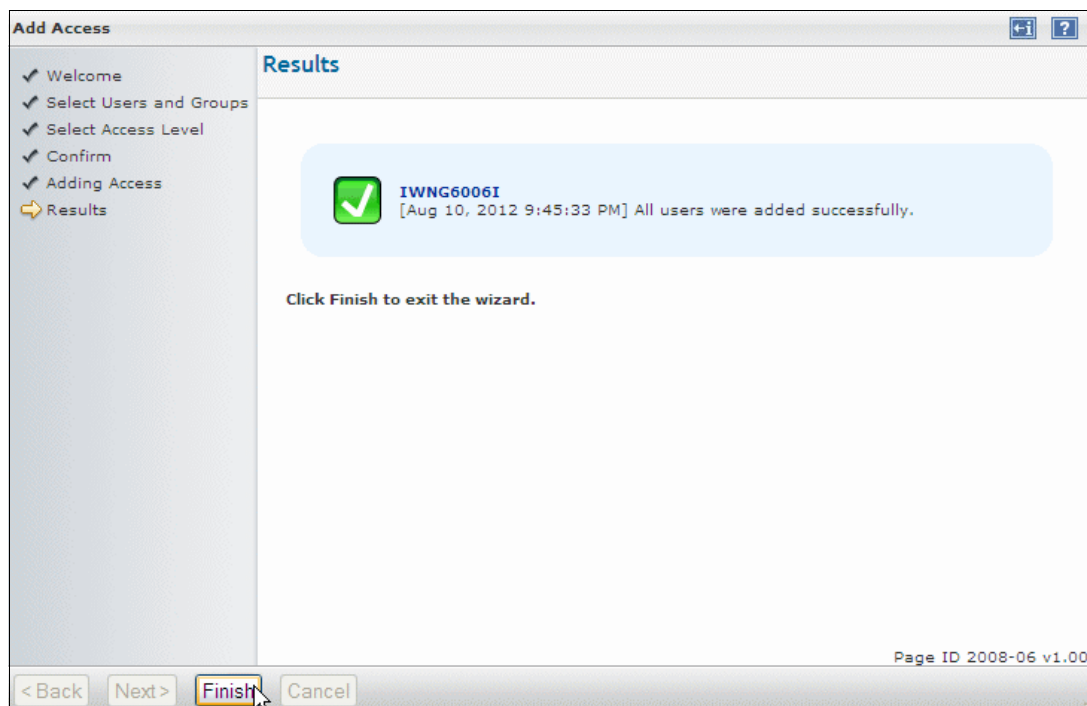 Add Access
i ?
Welcome
Select Users and Groups
Select Access Level
Confirm
Adding Access
Results
Results
IWNG6006I
[Aug 10, 2012 9:45:33 PM] All users were added successfully.
Click Finish to exit the wizard.
Page ID 2008-06 v1.00
< Back Next > Finish Cancel